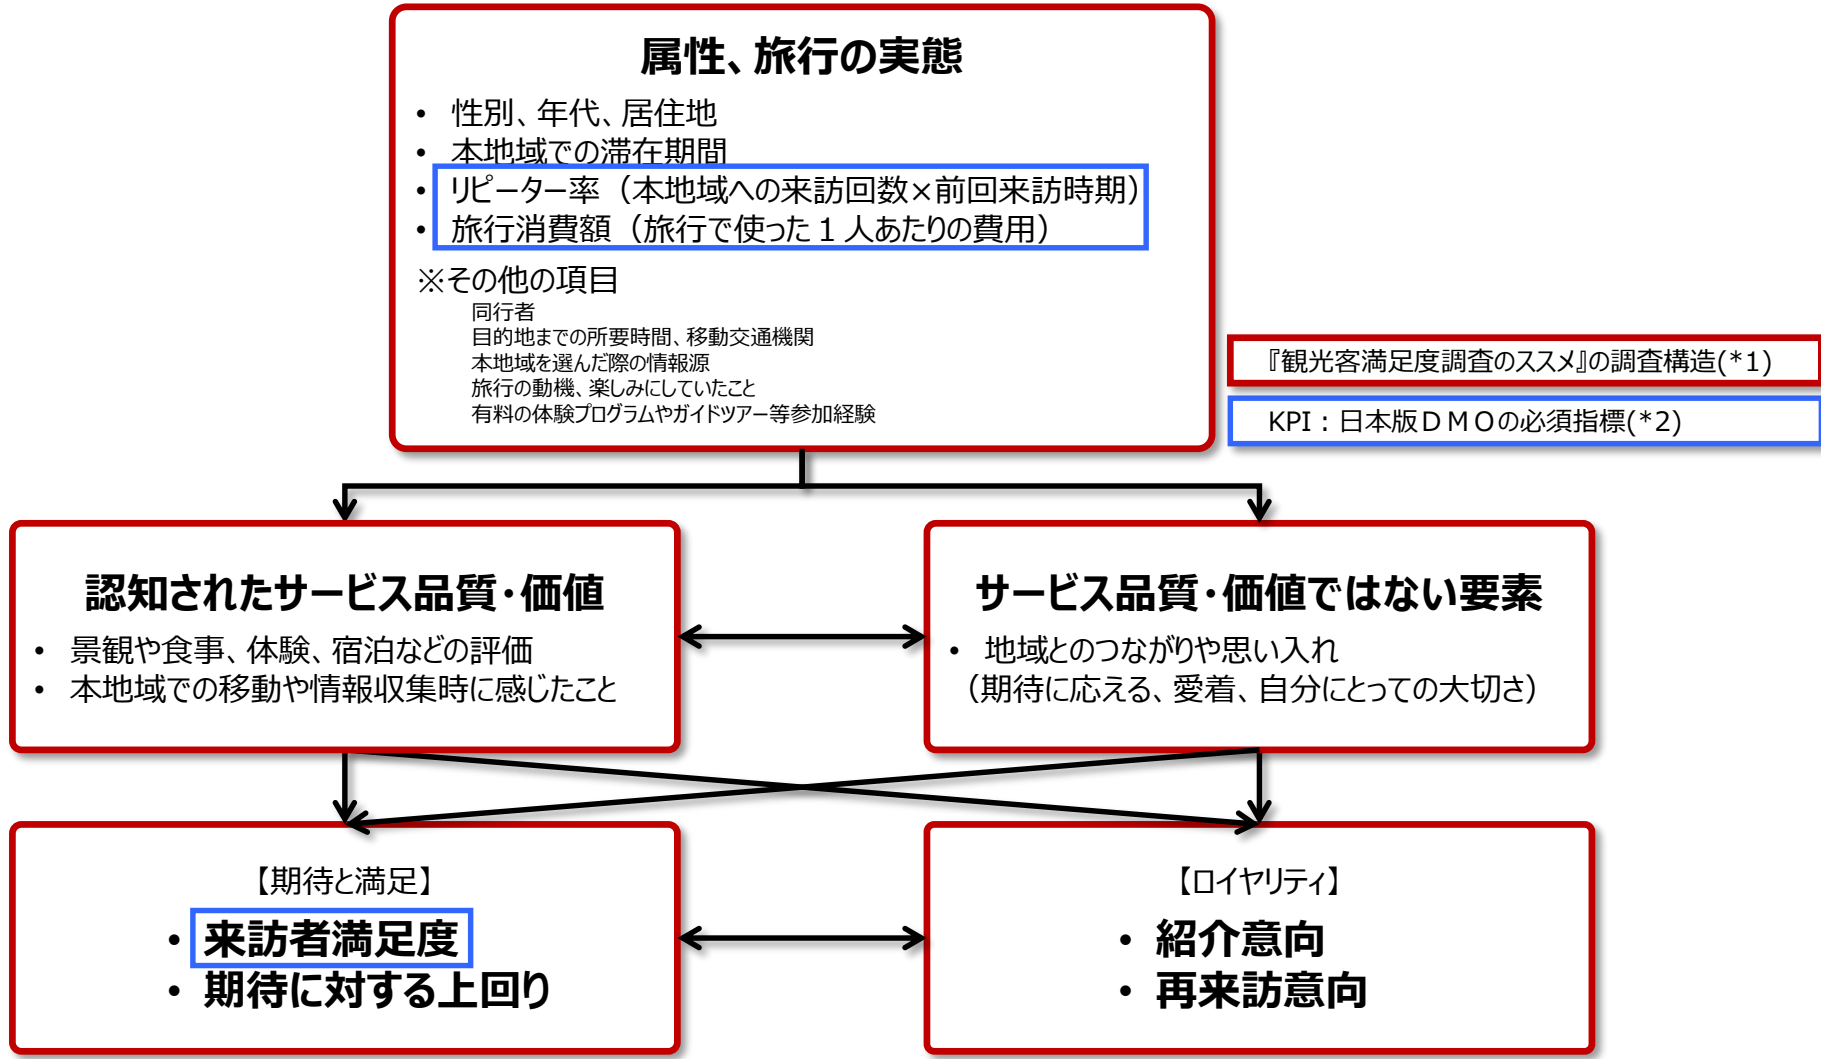 属性、旅行の実態
• 性別、年代、居住地
• 本地域での滞在期間
• リピーター率（本地域への来訪回数×前回来訪時期）
• 旅行消費額（旅行で使った１人あたりの費用）
※その他の項目
同行者
目的地までの所要時間、移動交通機関
本地域を選んだ際の情報源
旅行の動機、楽しみにしていたこと
有料の体験プログラムやガイドツアー等参加経験
『観光客満足度調査のススメ』の調査構造(*1)
KPI：日本版ＤＭＯの必須指標(*2)
認知されたサービス品質・価値
• 景観や食事、体験、宿泊などの評価
• 本地域での移動や情報収集時に感じたこと
サービス品質・価値ではない要素
• 地域とのつながりや思い入れ
（期待に応える、愛着、自分にとっての大切さ）
【期待と満足】
• 来訪者満足度
• 期待に対する上回り
【ロイヤリティ】
• 紹介意向
• 再来訪意向